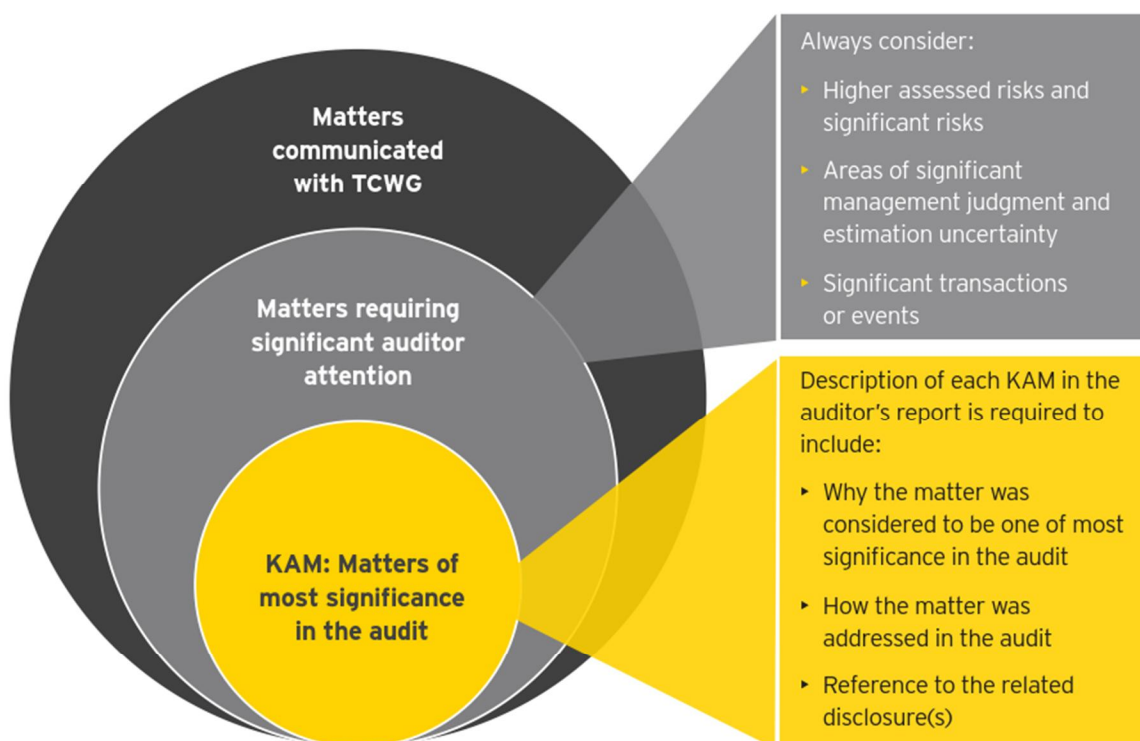 Matters
communicated
with TCWG
Matters requiring
significant auditor
attention
KAM: Matters of
most significance
in the audit
Always consider:
‣ Higher assessed risks and
significant risks
‣ Areas of significant
management judgment and
estimation uncertainty
‣ Significant transactions
or events
Description of each KAM in the
auditor's report is required to
include:
‣ Why the matter was
considered to be one of most
significance in the audit
‣ How the matter was
addressed in the audit
‣ Reference to the related
disclosure(s)